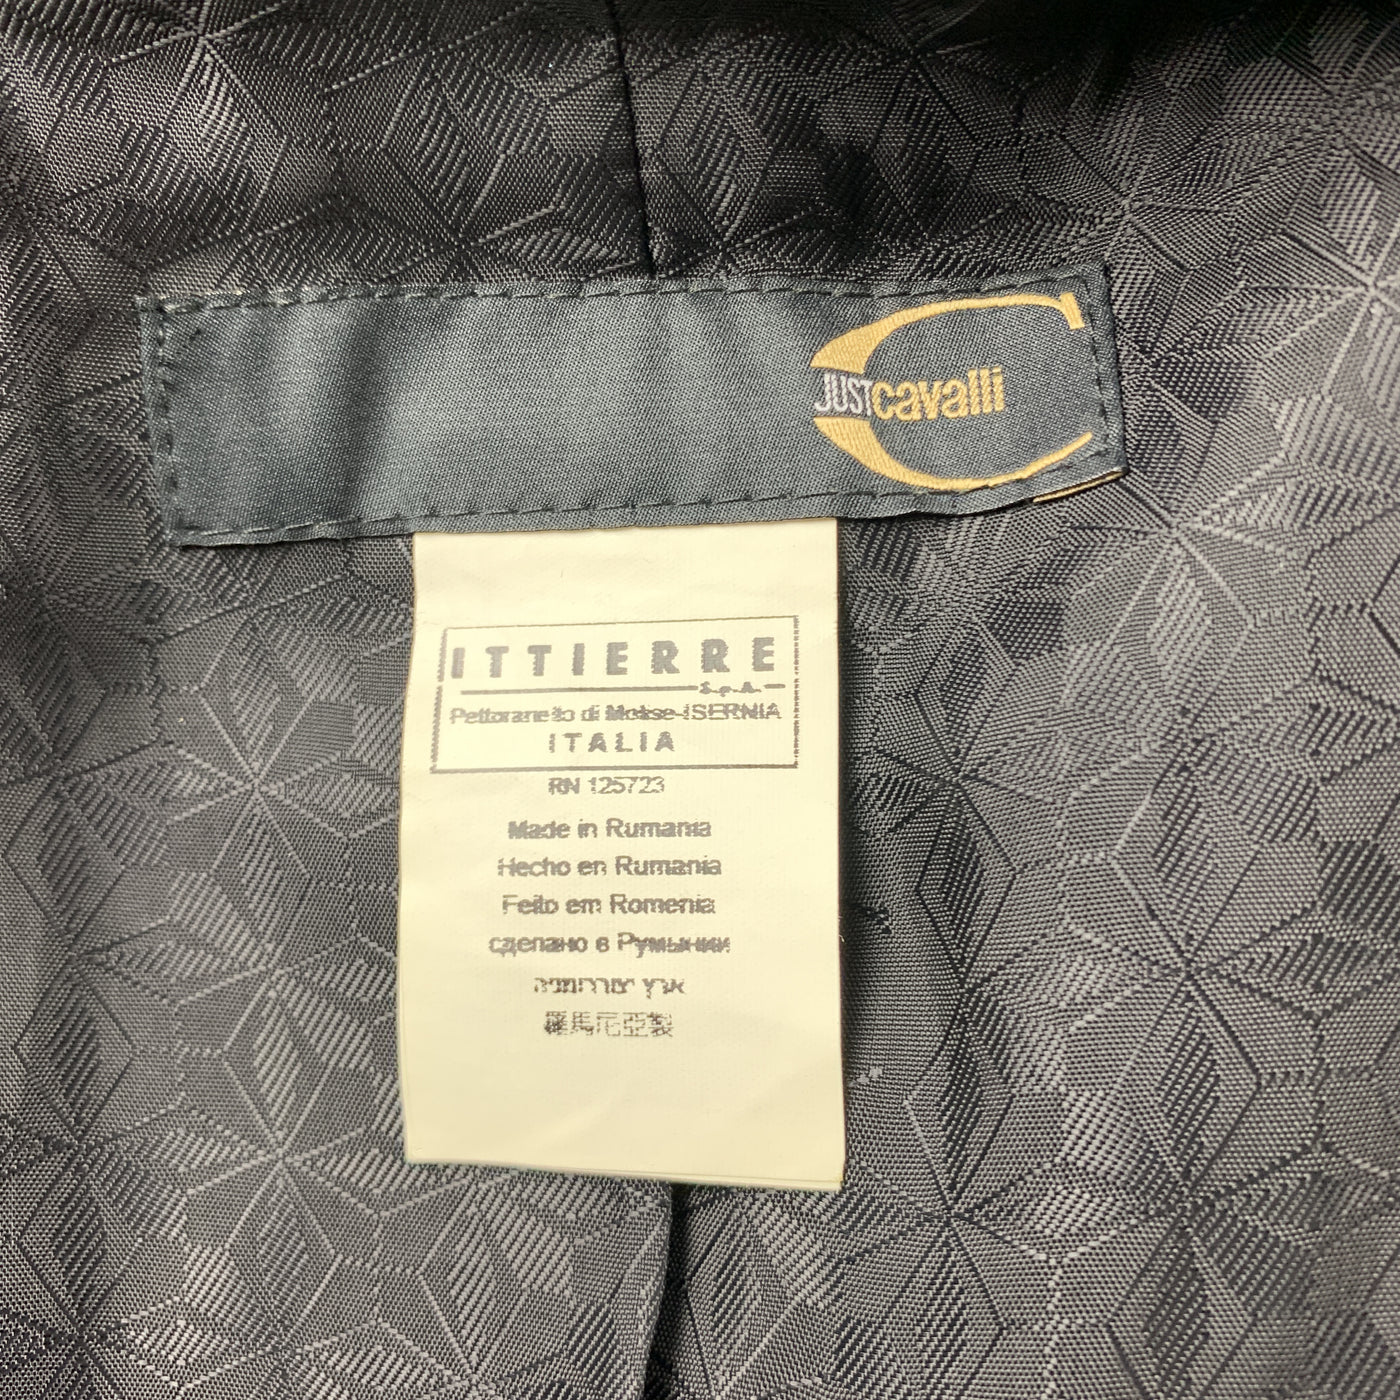 JUST cavalli
ITTIERRE
S.p.A.
Pettoranello di Molise-ISERNIA
ITALIA
RN 125723
Made in Rumania
Hecho en Rumania
Feito em Romenia
сделано в Румынии
ארץ יצור רומניה
羅馬尼亞製